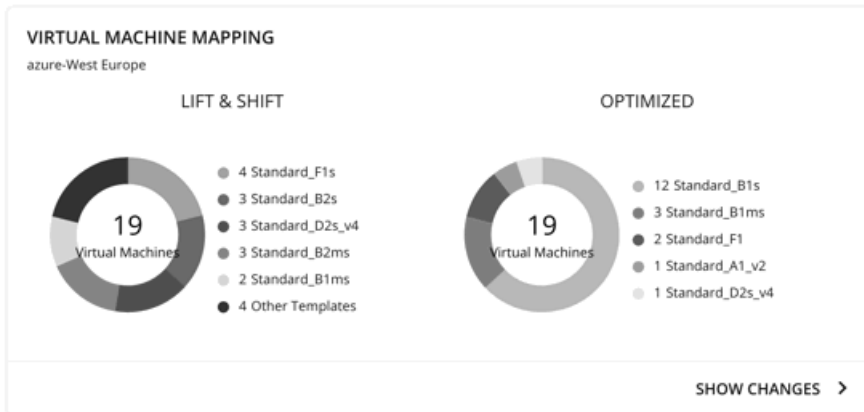 VIRTUAL MACHINE MAPPING
azure-West Europe
LIFT & SHIFT
19
Virtual Machines
4 Standard_F1s
3 Standard_B2s
3 Standard_D2s_v4
3 Standard_B2ms
2 Standard_B1ms
4 Other Templates
OPTIMIZED
19
Virtual Machines
12 Standard_B1s
3 Standard_B1ms
2 Standard_F1
1 Standard_A1_v2
1 Standard_D2s_v4
SHOW CHANGES